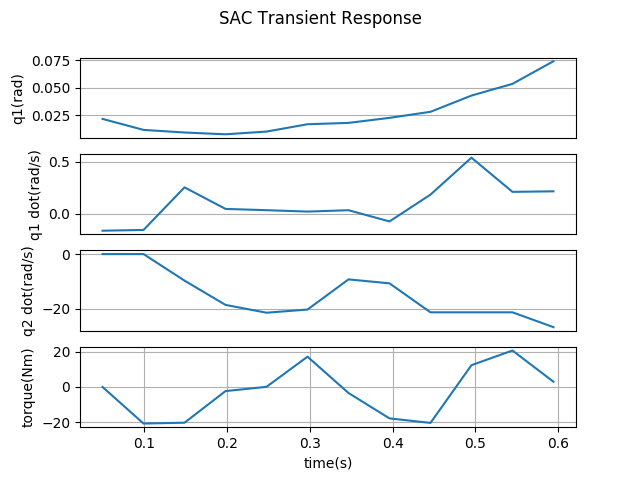 SAC Transient Response
0.075
0.050
0.025
q1(rad)
0.5
0.0
q1 dot(rad/s)
0
−20
q2 dot(rad/s)
20
0
−20
torque(Nm)
0.1 0.2 0.3 0.4 0.5 0.6
time(s)